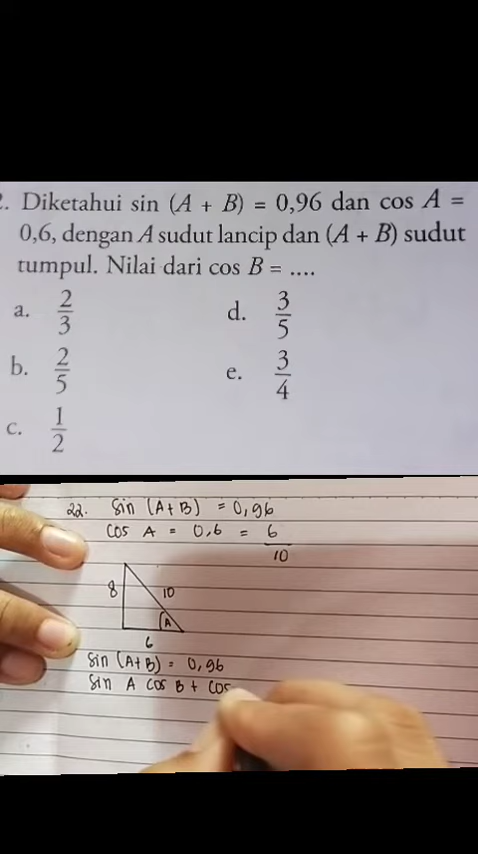 2. Diketahui sin (A + B) = 0,96 dan cos A =
0,6, dengan A sudut lancip dan (A + B) sudut
tumpul. Nilai dari cos B = ....
a. 2/3
d. 3/5
b. 2/5
e. 3/4
c. 1/2
22. Sin (A+B) = 0,96
COS A = 0,6 = 6/10
8
10
A
6
Sin (A+B) = 0,96
Sin A COS B + COS